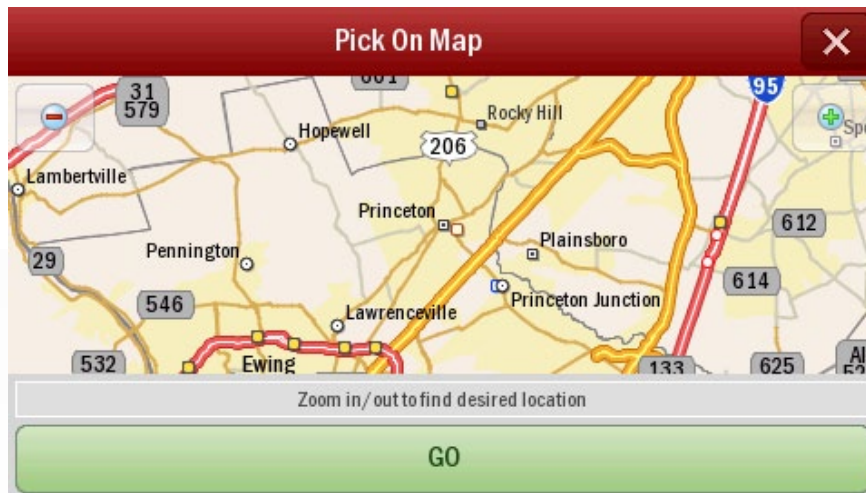 Pick On Map
31
579
95
Rocky Hill
Hopewell
206
Lambertville
Princeton
612
29
Pennington
Plainsboro
614
546
Princeton Junction
Lawrenceville
532
Ewing
133
625
Zoom in/out to find desired location
GO